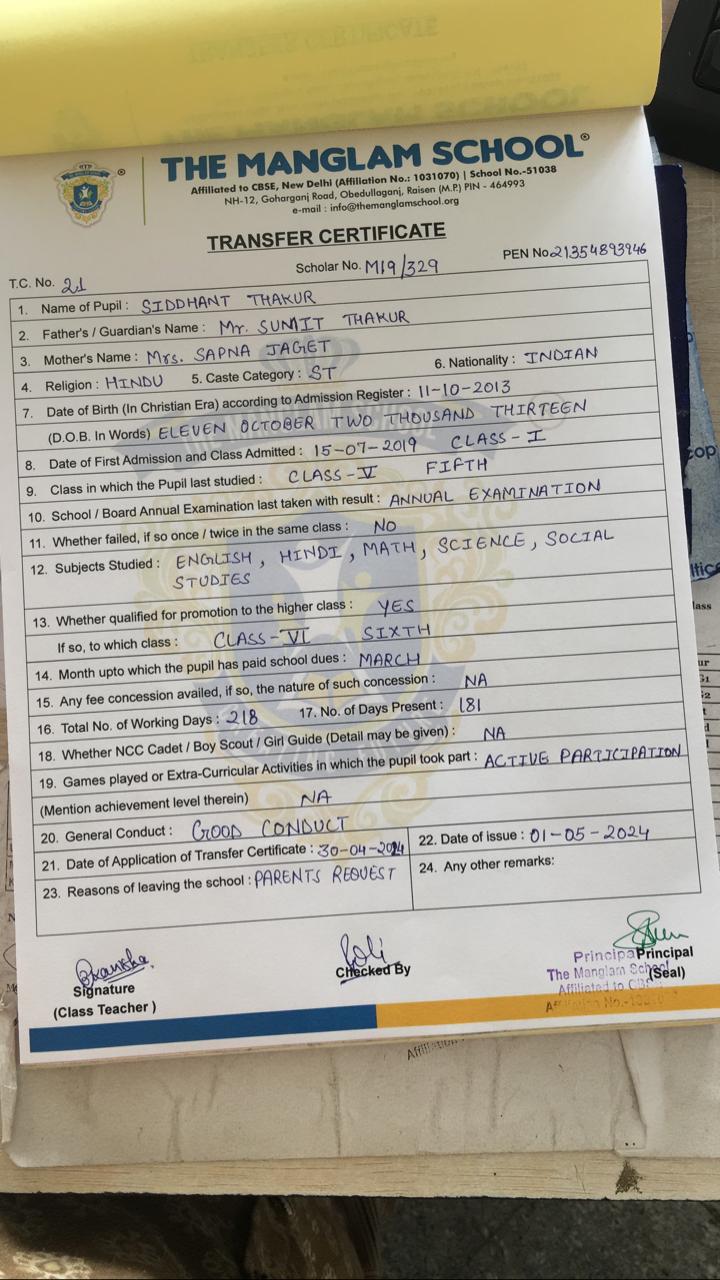 THE MANGLAM SCHOOL®
Affiliated to CBSE, New Delhi (Affiliation No.: 1031070) | School No.-51038
NH-12, Goharganj Road, Obedullaganj, Raisen (M.P.) PIN - 464993
e-mail : info@themanglamschool.org
TRANSFER CERTIFICATE
T.C. No. 21 Scholar No. M19/329 PEN No 21354893946
1. Name of Pupil : SIDDHANT THAKUR
2. Father's / Guardian's Name : Mr. SUMIT THAKUR
3. Mother's Name : Mrs. SAPNA JAGET
4. Religion : HINDU 5. Caste Category : ST 6. Nationality : INDIAN
7. Date of Birth (In Christian Era) according to Admission Register : 11-10-2013
(D.O.B. In Words) ELEVEN OCTOBER TWO THOUSAND THIRTEEN
8. Date of First Admission and Class Admitted : 15-07-2019 CLASS-I
9. Class in which the Pupil last studied : CLASS-V FIFTH
10. School / Board Annual Examination last taken with result : ANNUAL EXAMINATION
11. Whether failed, if so once / twice in the same class : NO
12. Subjects Studied : ENGLISH, HINDI, MATH, SCIENCE, SOCIAL
STUDIES
13. Whether qualified for promotion to the higher class : YES
If so, to which class : CLASS-VI SIXTH
14. Month upto which the pupil has paid school dues : MARCH
15. Any fee concession availed, if so, the nature of such concession : NA
16. Total No. of Working Days : 218 17. No. of Days Present : 181
18. Whether NCC Cadet / Boy Scout / Girl Guide (Detail may be given) : NA
19. Games played or Extra-Curricular Activities in which the pupil took part : ACTIVE PARTICIPATION
(Mention achievement level therein) NA
20. General Conduct : GOOD CONDUCT
21. Date of Application of Transfer Certificate : 30-04-2024 22. Date of issue : 01-05-2024
23. Reasons of leaving the school : PARENTS REQUEST 24. Any other remarks:
Signature
(Class Teacher )
Checked By
Principal
(Seal)
Principal
The Manglam School
Affiliated to CBSE